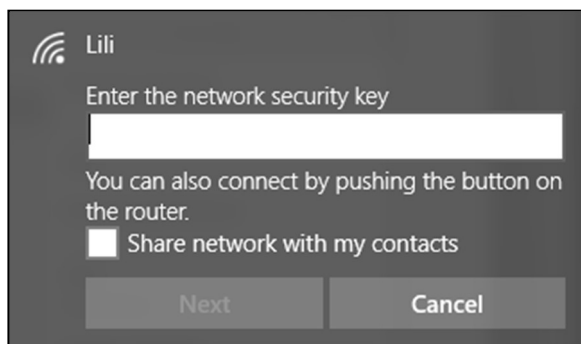 Lili
Enter the network security key
You can also connect by pushing the button on
the router.
Share network with my contacts
Next Cancel